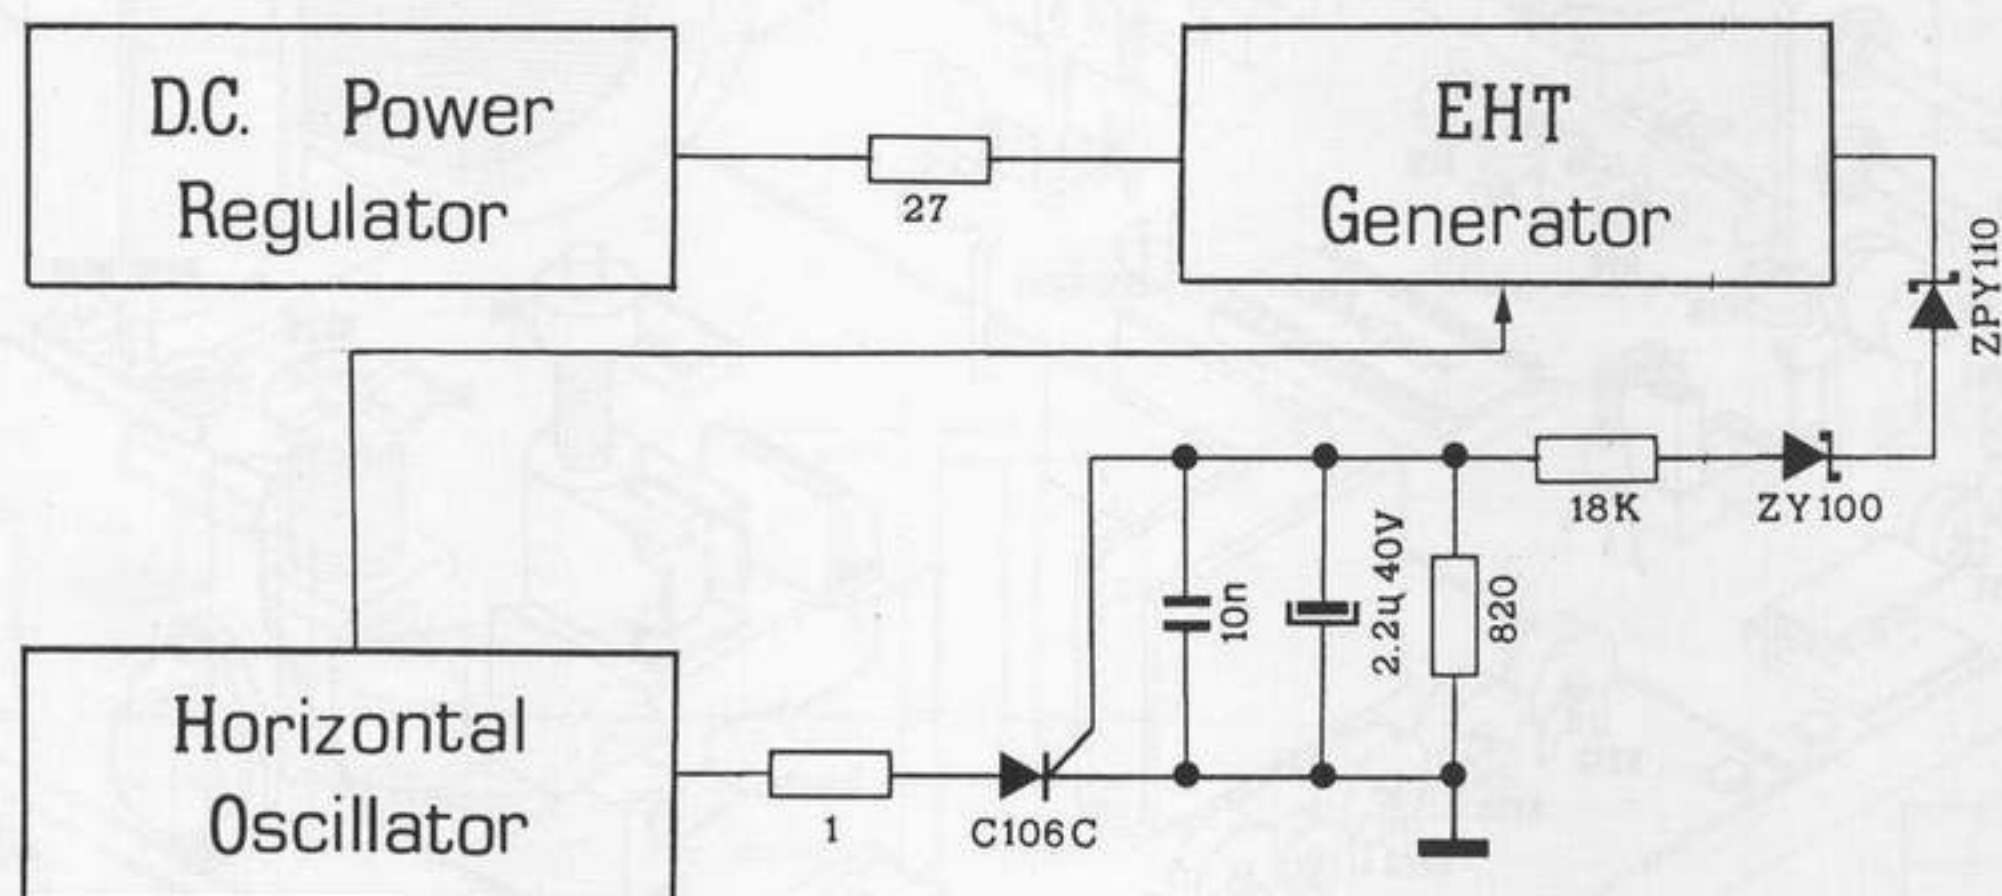 D.C. Power
Regulator
27
EHT
Generator
ZPY110
18K
ZY100
10n
2.2u 40V
820
Horizontal
Oscillator
1
C106C